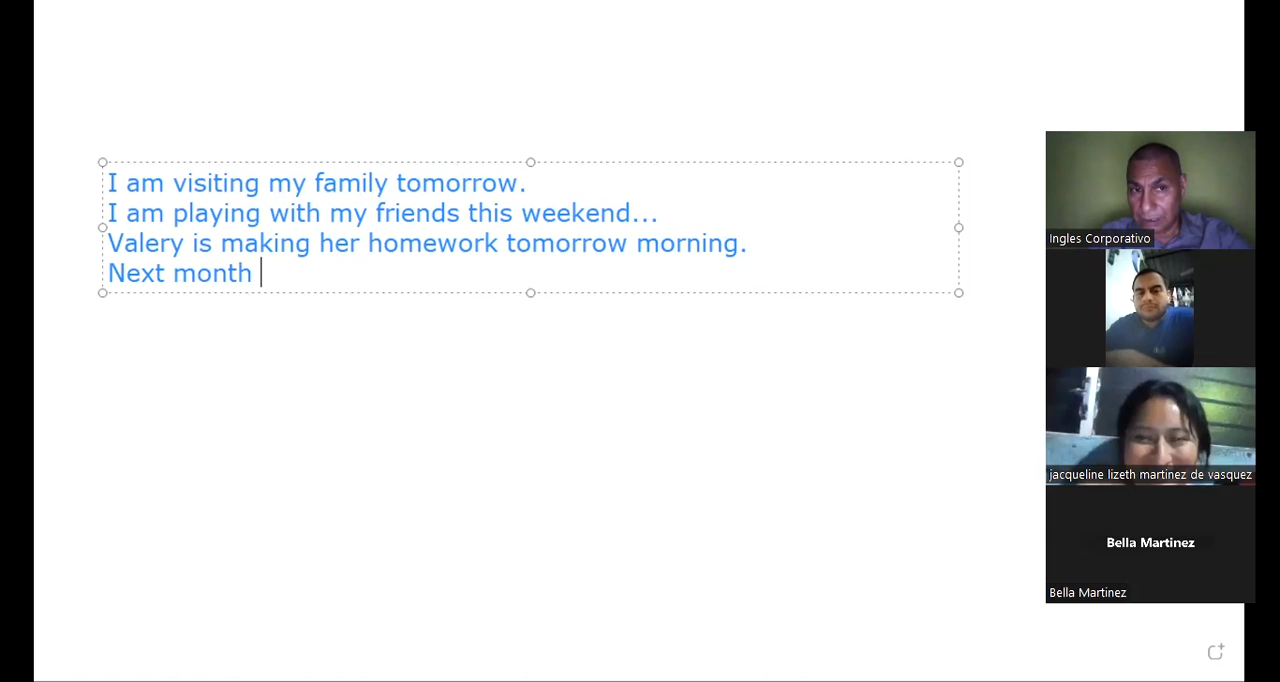 I am visiting my family tomorrow.
I am playing with my friends this weekend...
Valery is making her homework tomorrow morning.
Next month
Ingles Corporativo
jacqueline lizeth martinez de vasquez
Bella Martinez
Bella Martinez